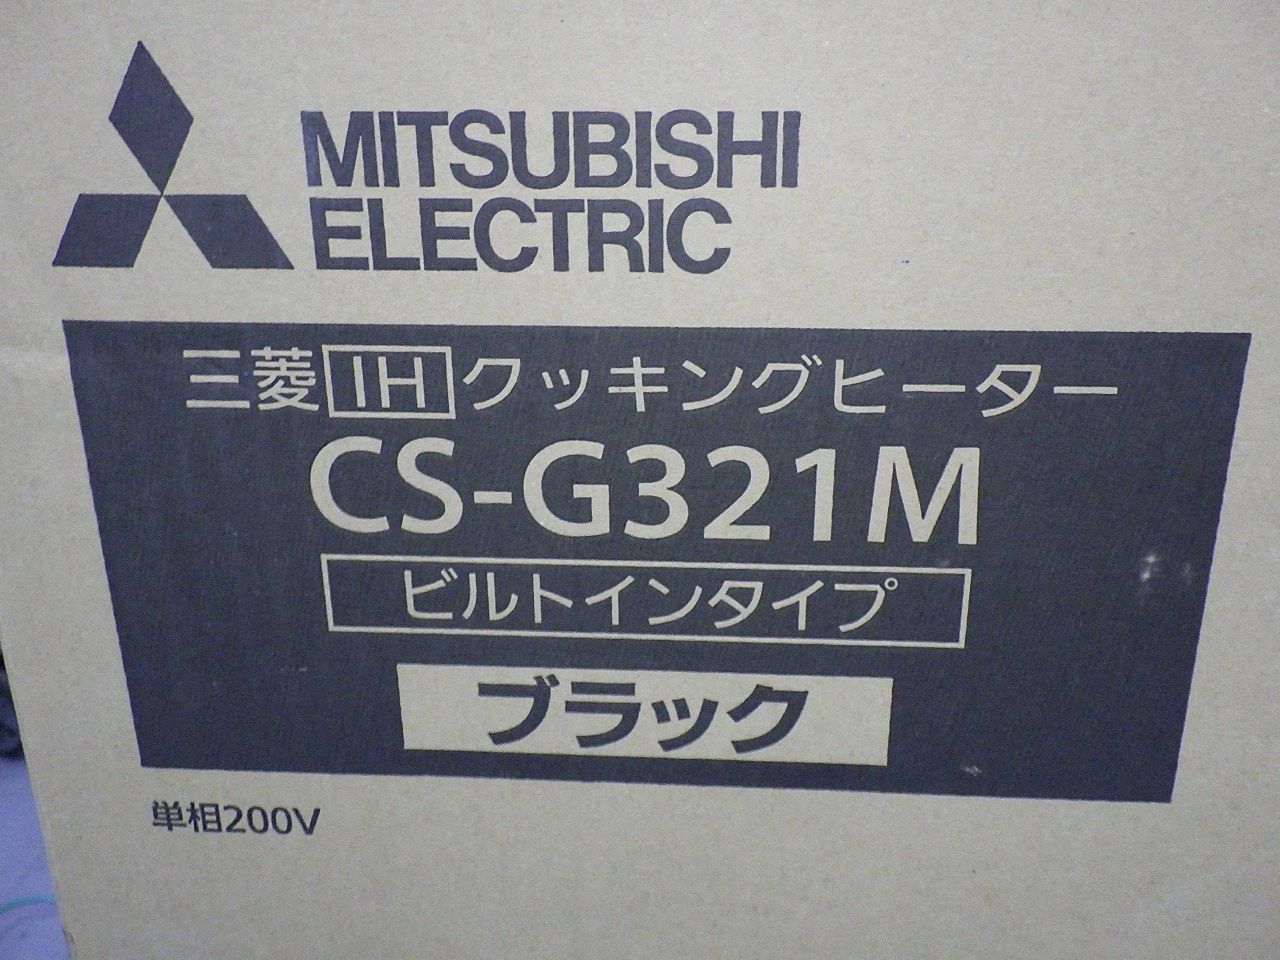 MITSUBISHI
ELECTRIC
三菱IHクッキングヒーター
CS-G321M
ビルトインタイプ
ブラック
単相200V